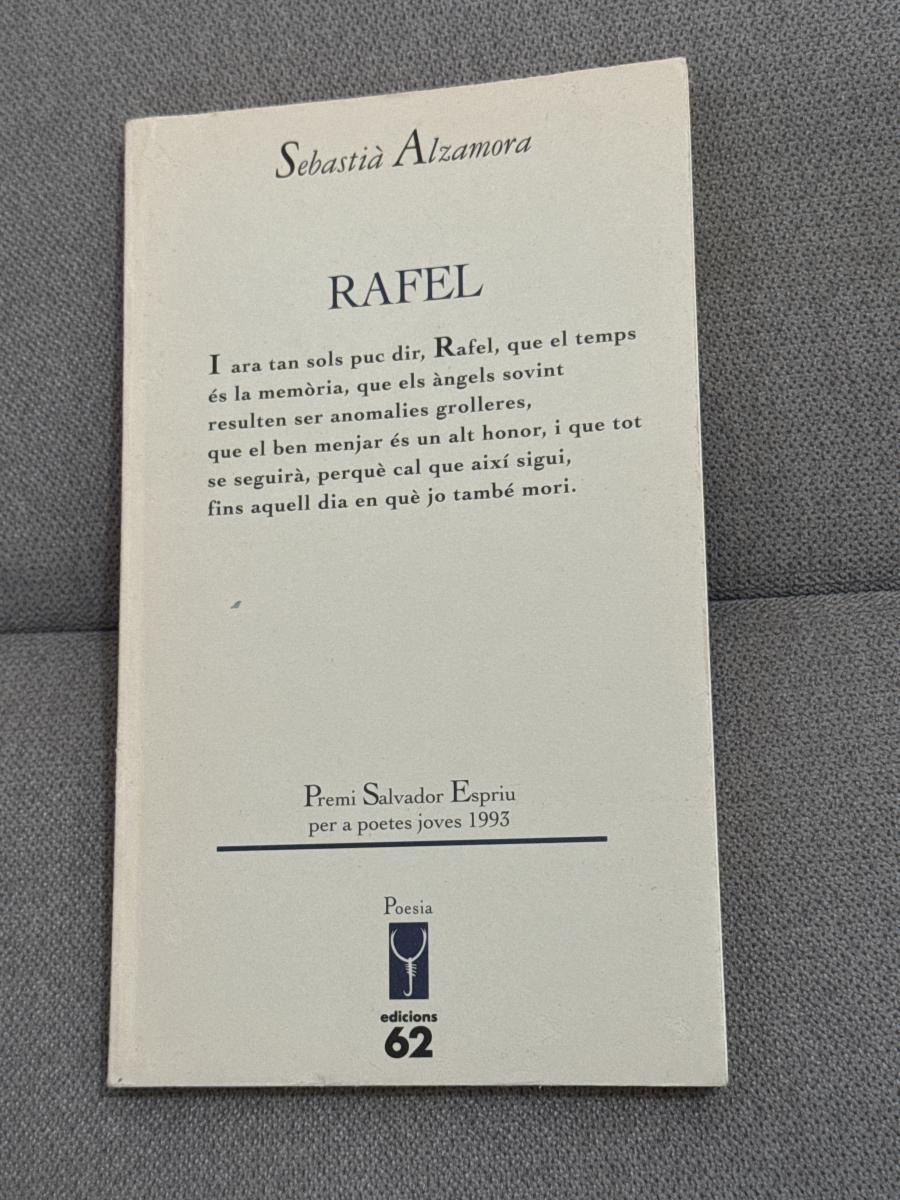 Sebastià Alzamora
RAFEL
I ara tan sols puc dir, Rafel, que el temps
és la memòria, que els àngels sovint
resulten ser anomalies grolleres,
que el ben menjar és un alt honor, i que tot
se seguirà, perquè cal que així sigui,
fins aquell dia en què jo també mori.
Premi Salvador Espriu
per a poetes joves 1993
Poesia
edicions
62